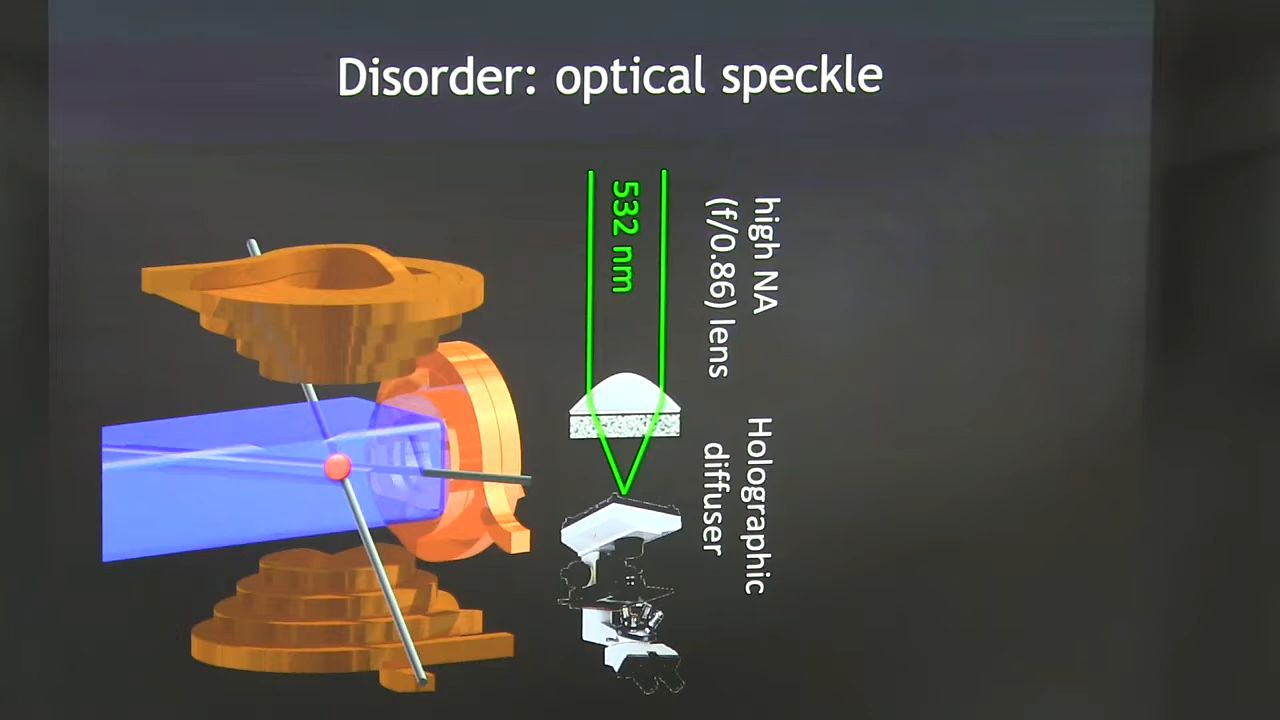 Disorder: optical speckle
532 nm
high NA
(f/0.86) lens
Holographic
diffuser